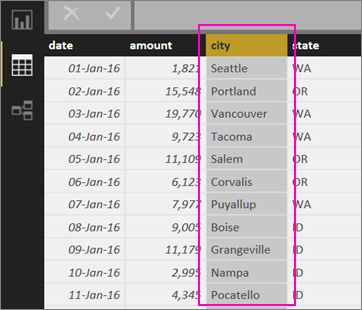 date amount city state
01-Jan-16 1,822 Seattle WA
02-Jan-16 15,548 Portland OR
03-Jan-16 19,770 Vancouver WA
04-Jan-16 9,723 Tacoma WA
05-Jan-16 11,109 Salem OR
06-Jan-16 6,123 Corvalis OR
07-Jan-16 7,977 Puyallup WA
08-Jan-16 9,005 Boise ID
09-Jan-16 11,179 Grangeville ID
10-Jan-16 2,995 Nampa ID
11-Jan-16 4,345 Pocatello ID